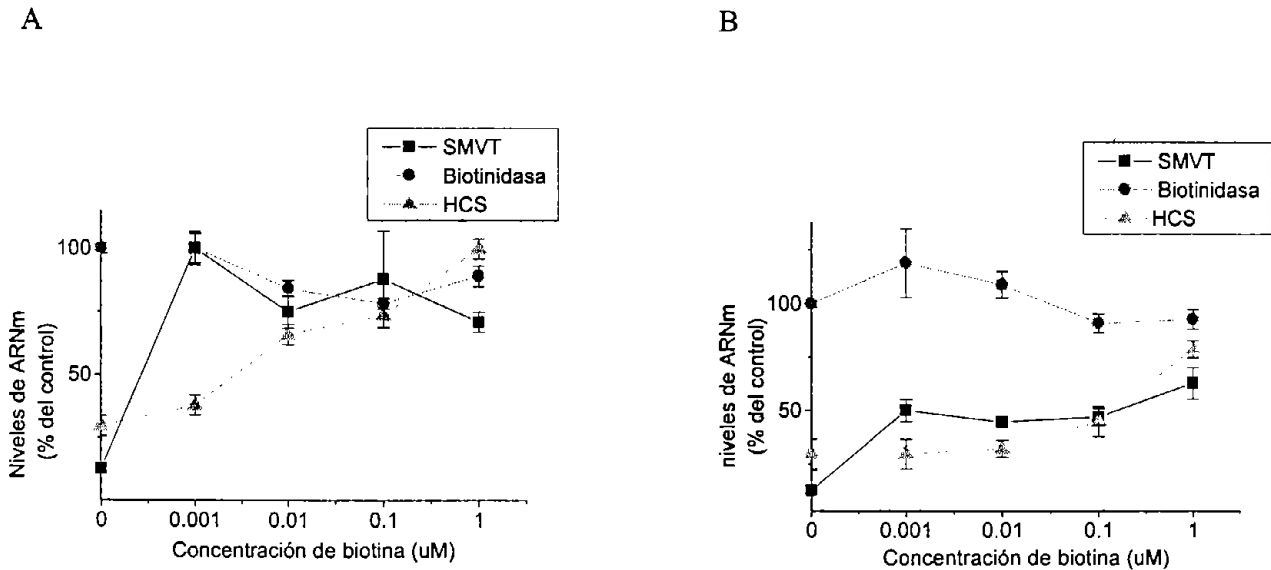 A
SMVT
Biotinidasa
HCS
Niveles de ARNm
(% del control)
100
50
0
0.001
0.01
0.1
1
Concentración de biotina (uM)
B
SMVT
Biotinidasa
HCS
niveles de ARNm
(% del control)
100
50
0
0.001
0.01
0.1
1
Concentración de biotina (uM)